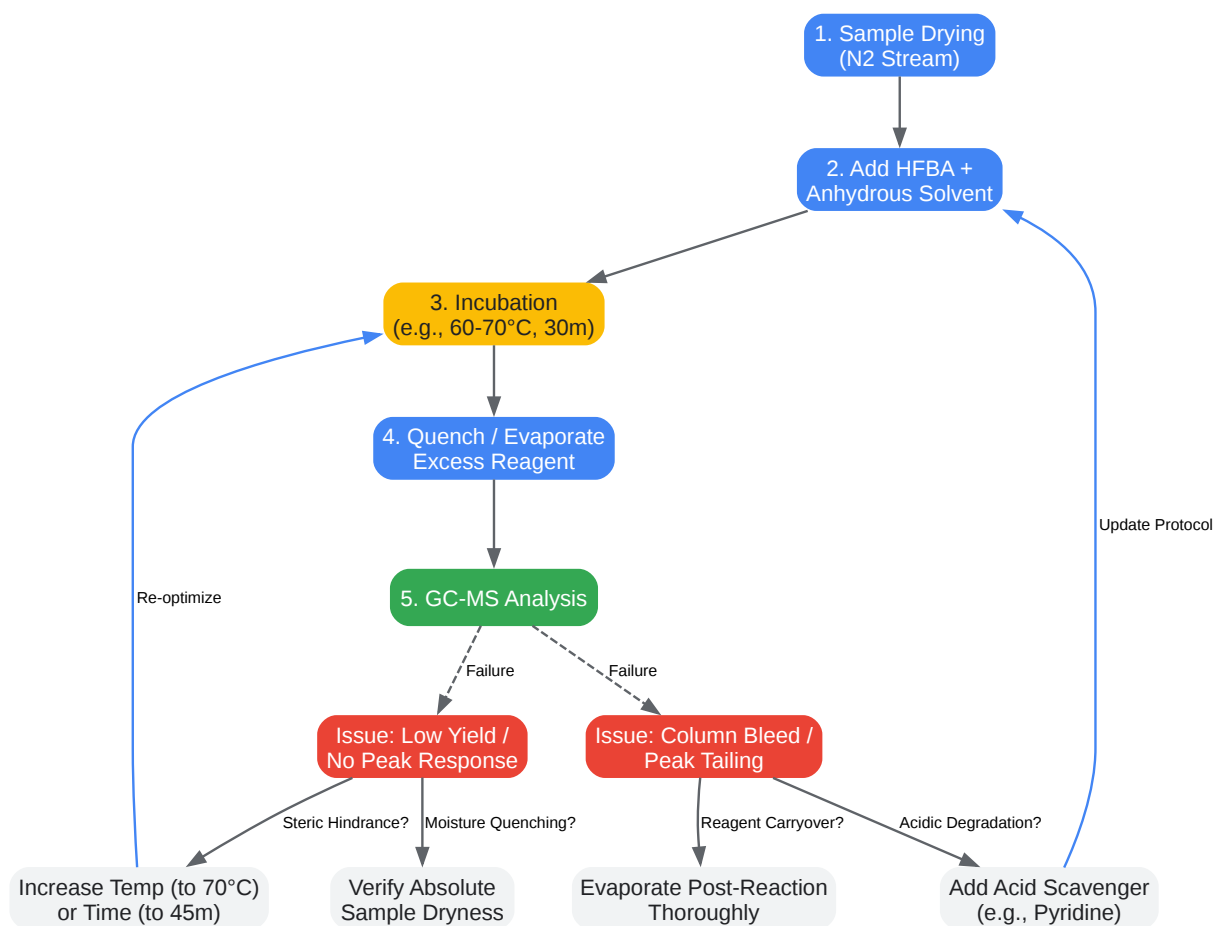 1. Sample Drying
(N2 Stream)
2. Add HFBA +
Anhydrous Solvent
3. Incubation
(e.g., 60-70°C, 30m)
4. Quench / Evaporate
Excess Reagent
Update Protocol
Re-optimize
5. GC-MS Analysis
Failure
Failure
Issue: Low Yield /
No Peak Response
Issue: Column Bleed /
Peak Tailing
Steric Hindrance?
Moisture Quenching?
Reagent Carryover?
Acidic Degradation?
Increase Temp (to 70°C)
or Time (to 45m)
Verify Absolute
Sample Dryness
Evaporate Post-Reaction
Thoroughly
Add Acid Scavenger
(e.g., Pyridine)